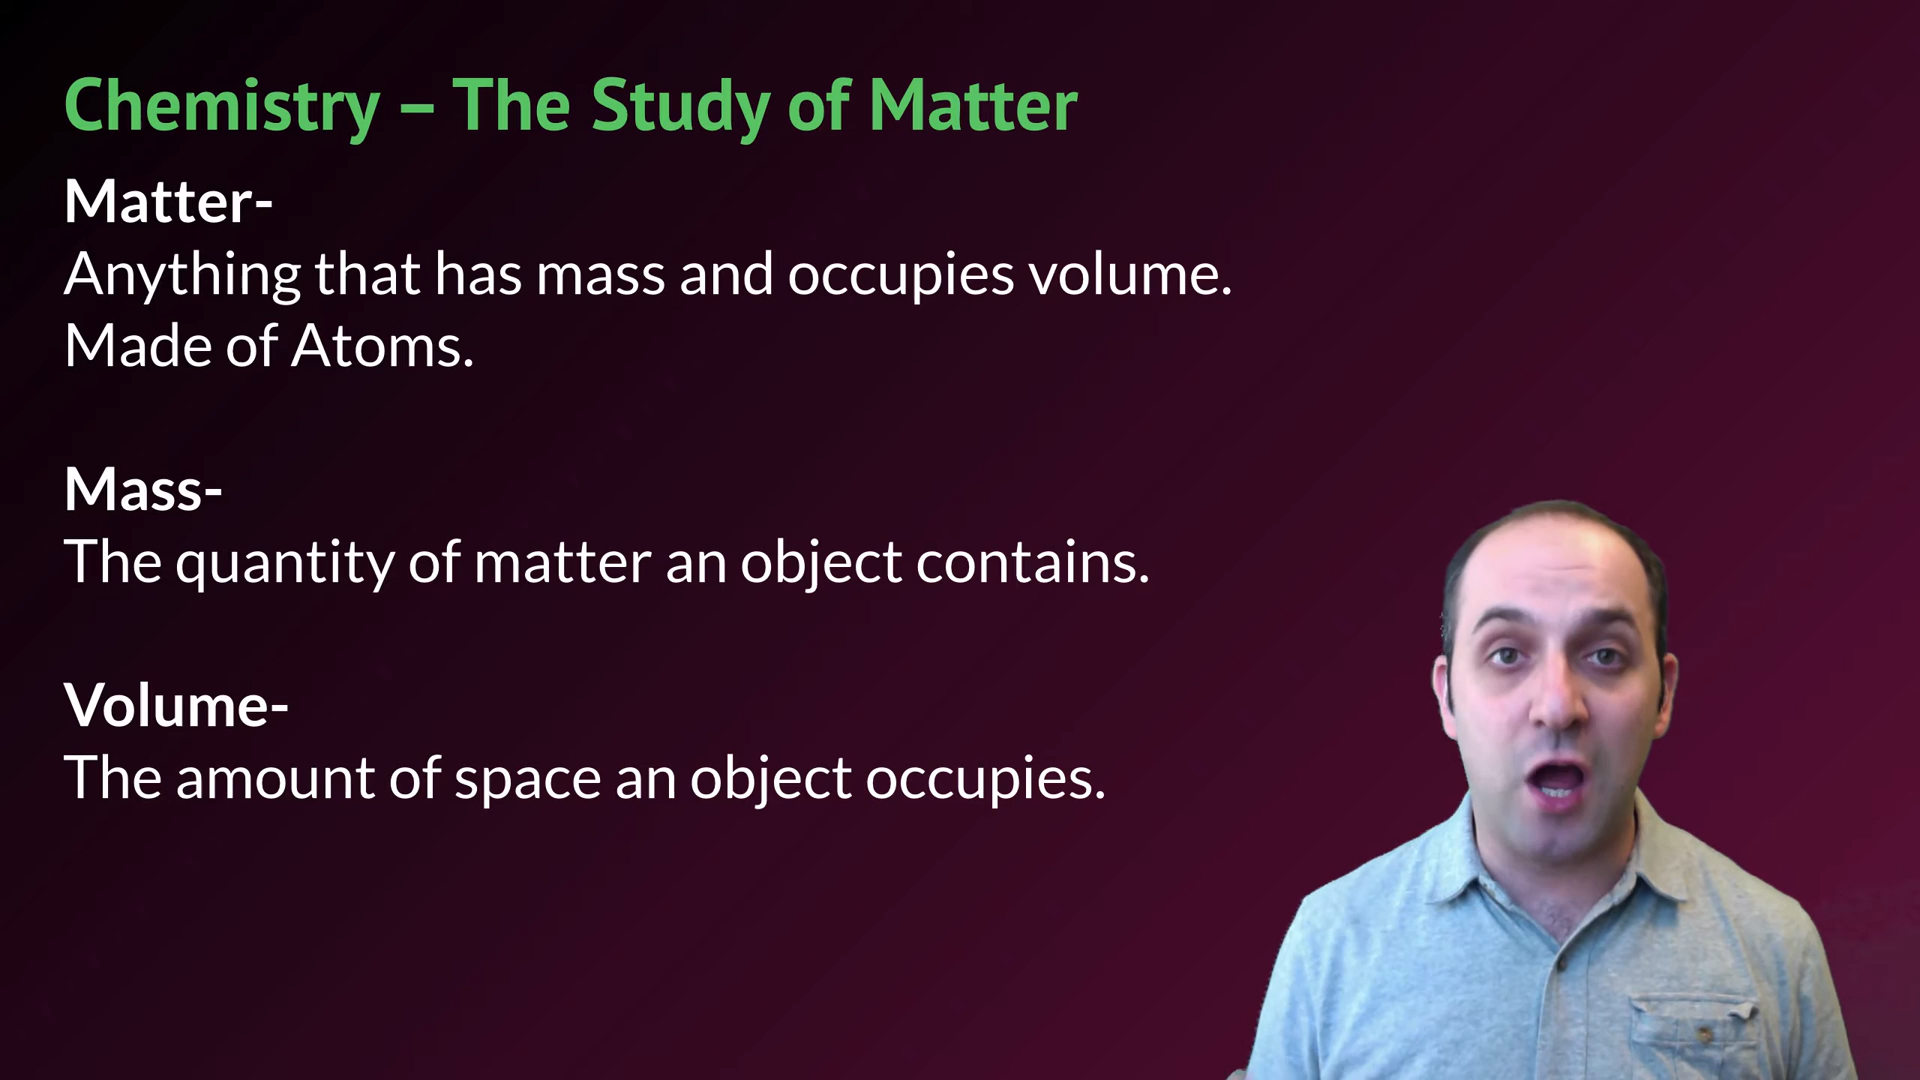 Chemistry – The Study of Matter
Matter-
Anything that has mass and occupies volume.
Made of Atoms.
Mass-
The quantity of matter an object contains.
Volume-
The amount of space an object occupies.